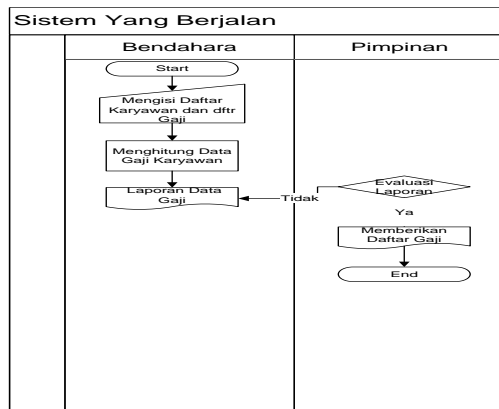 Sistem Yang Berjalan
Bendahara
Pimpinan
Start
Mengisi Daftar
Karyawan dan dftr
Gaji
Menghitung Data
Gaji Karyawan
Laporan Data
Gaji
Tidak
Evaluasi
Laporan
Ya
Memberikan
Daftar Gaji
End